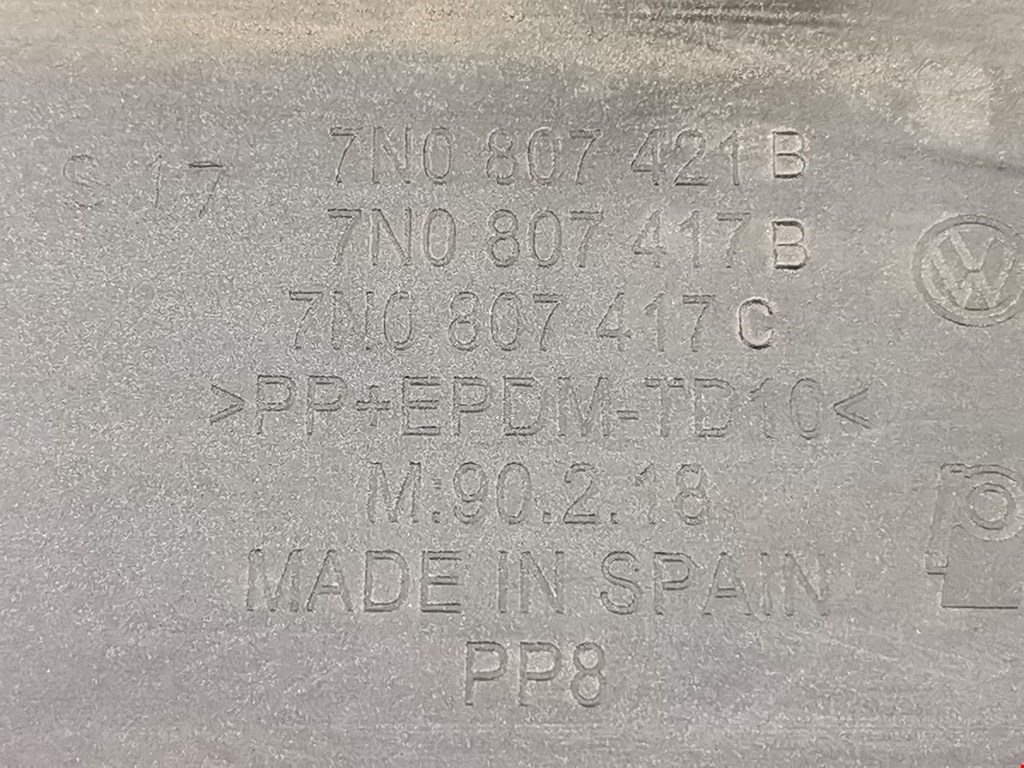 S 17
7N0 807 421 B
7N0 807 417 B
7N0 807 417 C
>PP+EPDM-TD10<
M:90.2.18
MADE IN SPAIN
PP8
VW